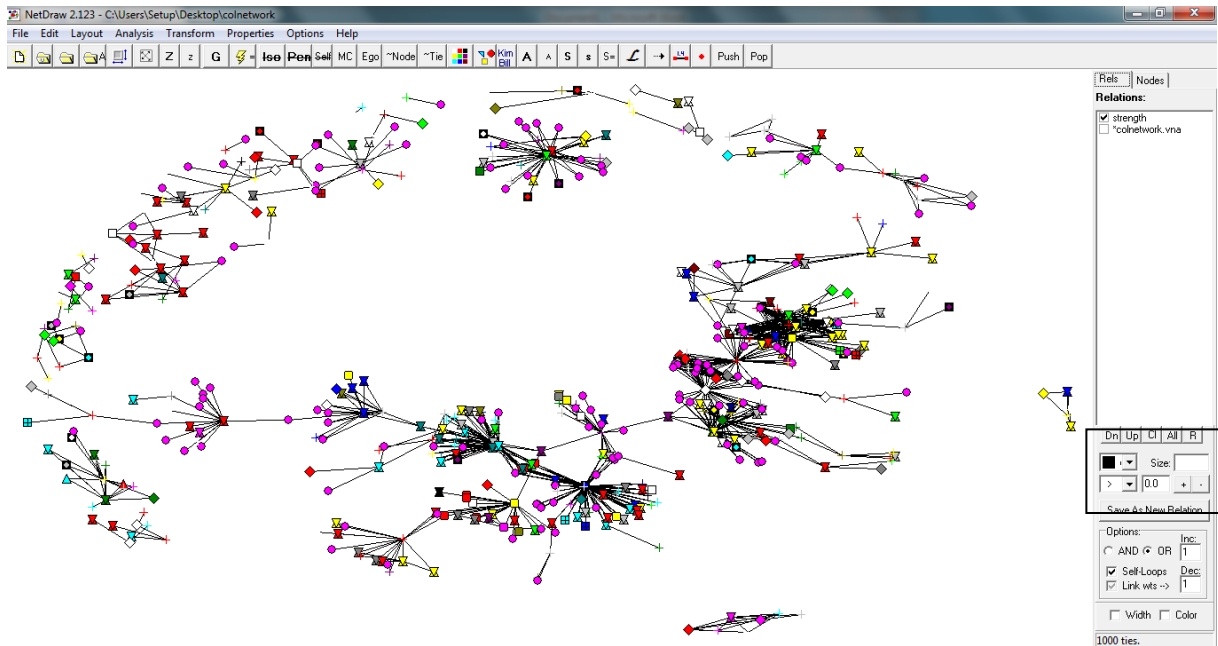 NetDraw 2.123 - C:\Users\Setup\Desktop\colnetwork
File Edit Layout Analysis Transform Properties Options Help
A Z z G = Iso Pen Self MC Ego ~Node ~Tie Kim Bill A A S s S= L L4 Push Pop
Rels Nodes
Relations:
strength
*colnetwork.vna
Dn Up Cl All R
Size:
> 0.0 + -
Save As New Relation
Options:
Inc:
AND OR 1
Self-Loops Dec:
Link wts --> 1
Width Color
1000 ties.